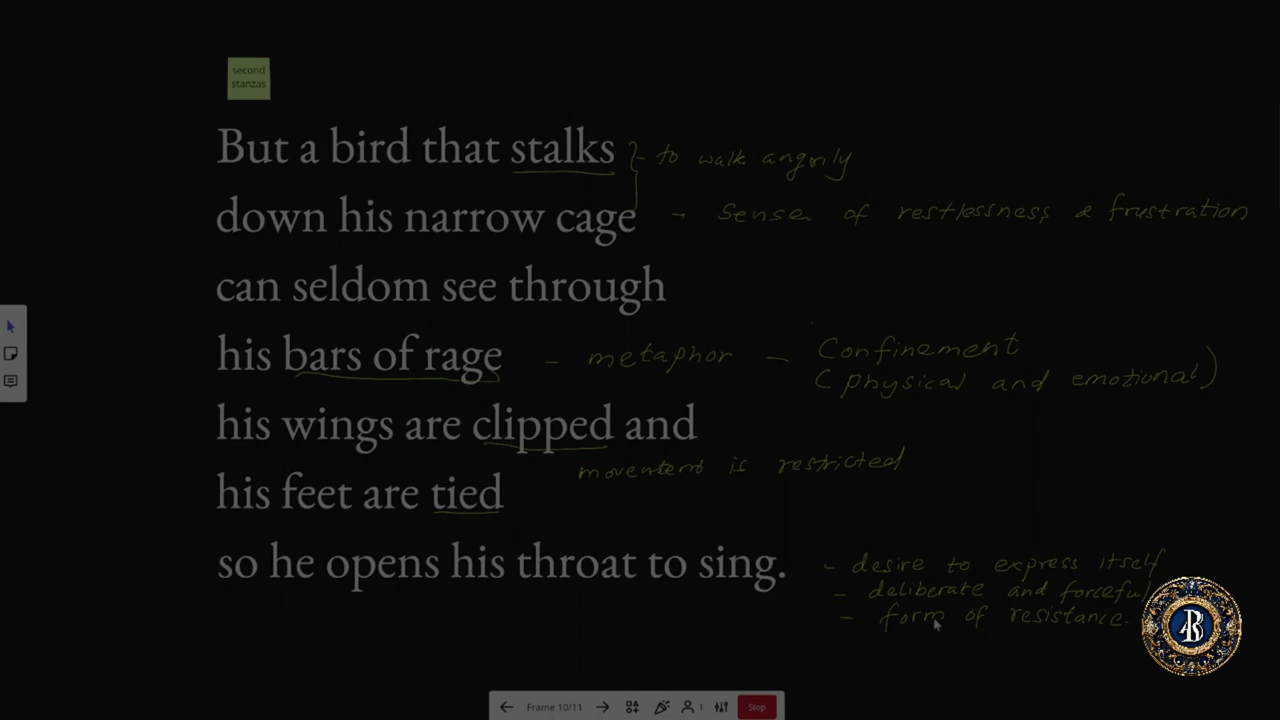 second
stanzas
But a bird that stalks - to walk angrily
down his narrow cage - Sense of restlessness & frustration
can seldom see through
his bars of rage - metaphor - Confinement
(physical and emotional)
his wings are clipped and
movement is restricted
his feet are tied
so he opens his throat to sing. - desire to express itself
- deliberate and forceful
- form of resistance.
B
Frame 10/11 1 Stop